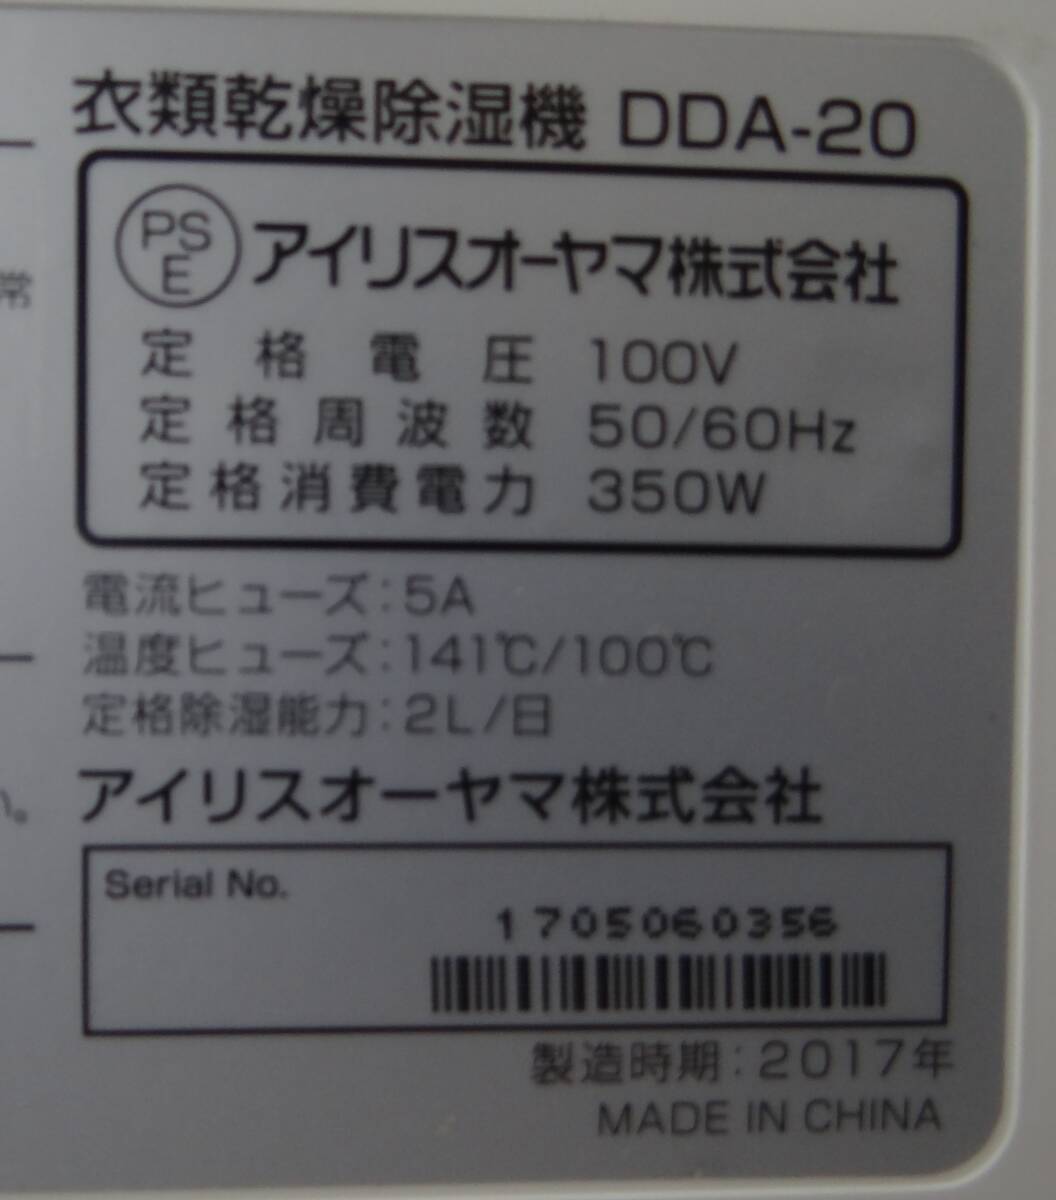 衣類乾燥除湿機 DDA-20
PS
E
アイリスオーヤマ株式会社
定格電圧 100V
定格周波数 50/60Hz
定格消費電力 350W
電流ヒューズ:5A
温度ヒューズ:141℃/100℃
定格除湿能力:2L/日
アイリスオーヤマ株式会社
Serial No.
1705060356
製造時期:2017年
MADE IN CHINA
常
い。